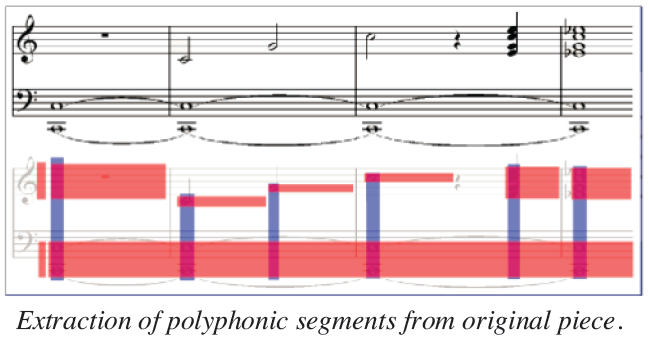 Extraction of polyphonic segments from original piece.